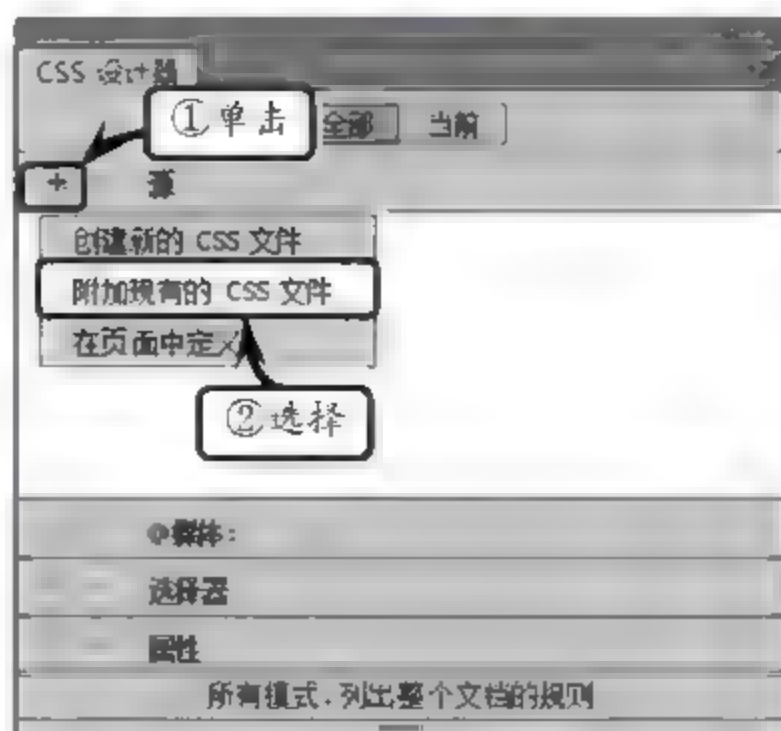 CSS 设计器
①单击
全部 当前
+ 源
创建新的 CSS 文件
附加现有的 CSS 文件
在页面中定义
②选择
@媒体:
选择器
属性
所有模式,列出整个文档的规则